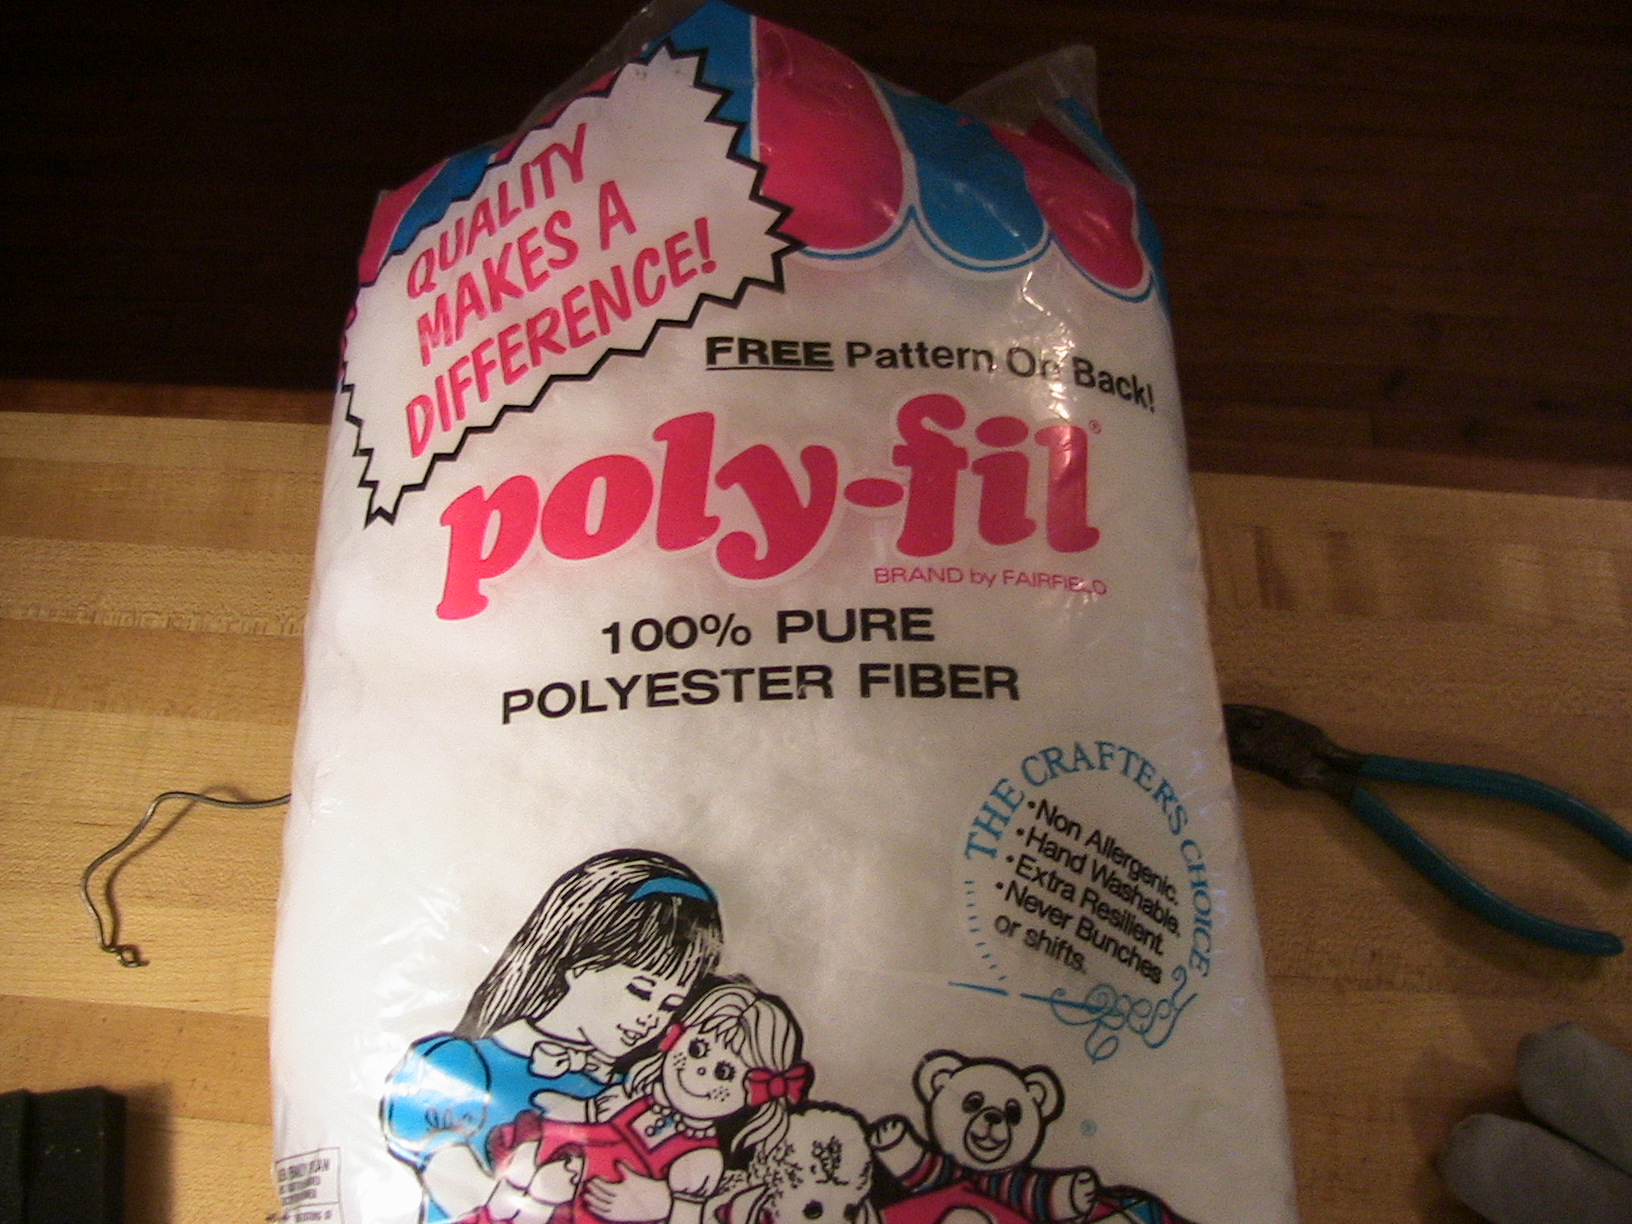 QUALITY
MAKES A
DIFFERENCE!
FREE Pattern On Back!
poly-fil®
BRAND by FAIRFIELD
100% PURE
POLYESTER FIBER
THE CRAFTER'S CHOICE
•Non Allergenic.
•Hand Washable.
•Extra Resilient.
•Never Bunches
or shifts.
®